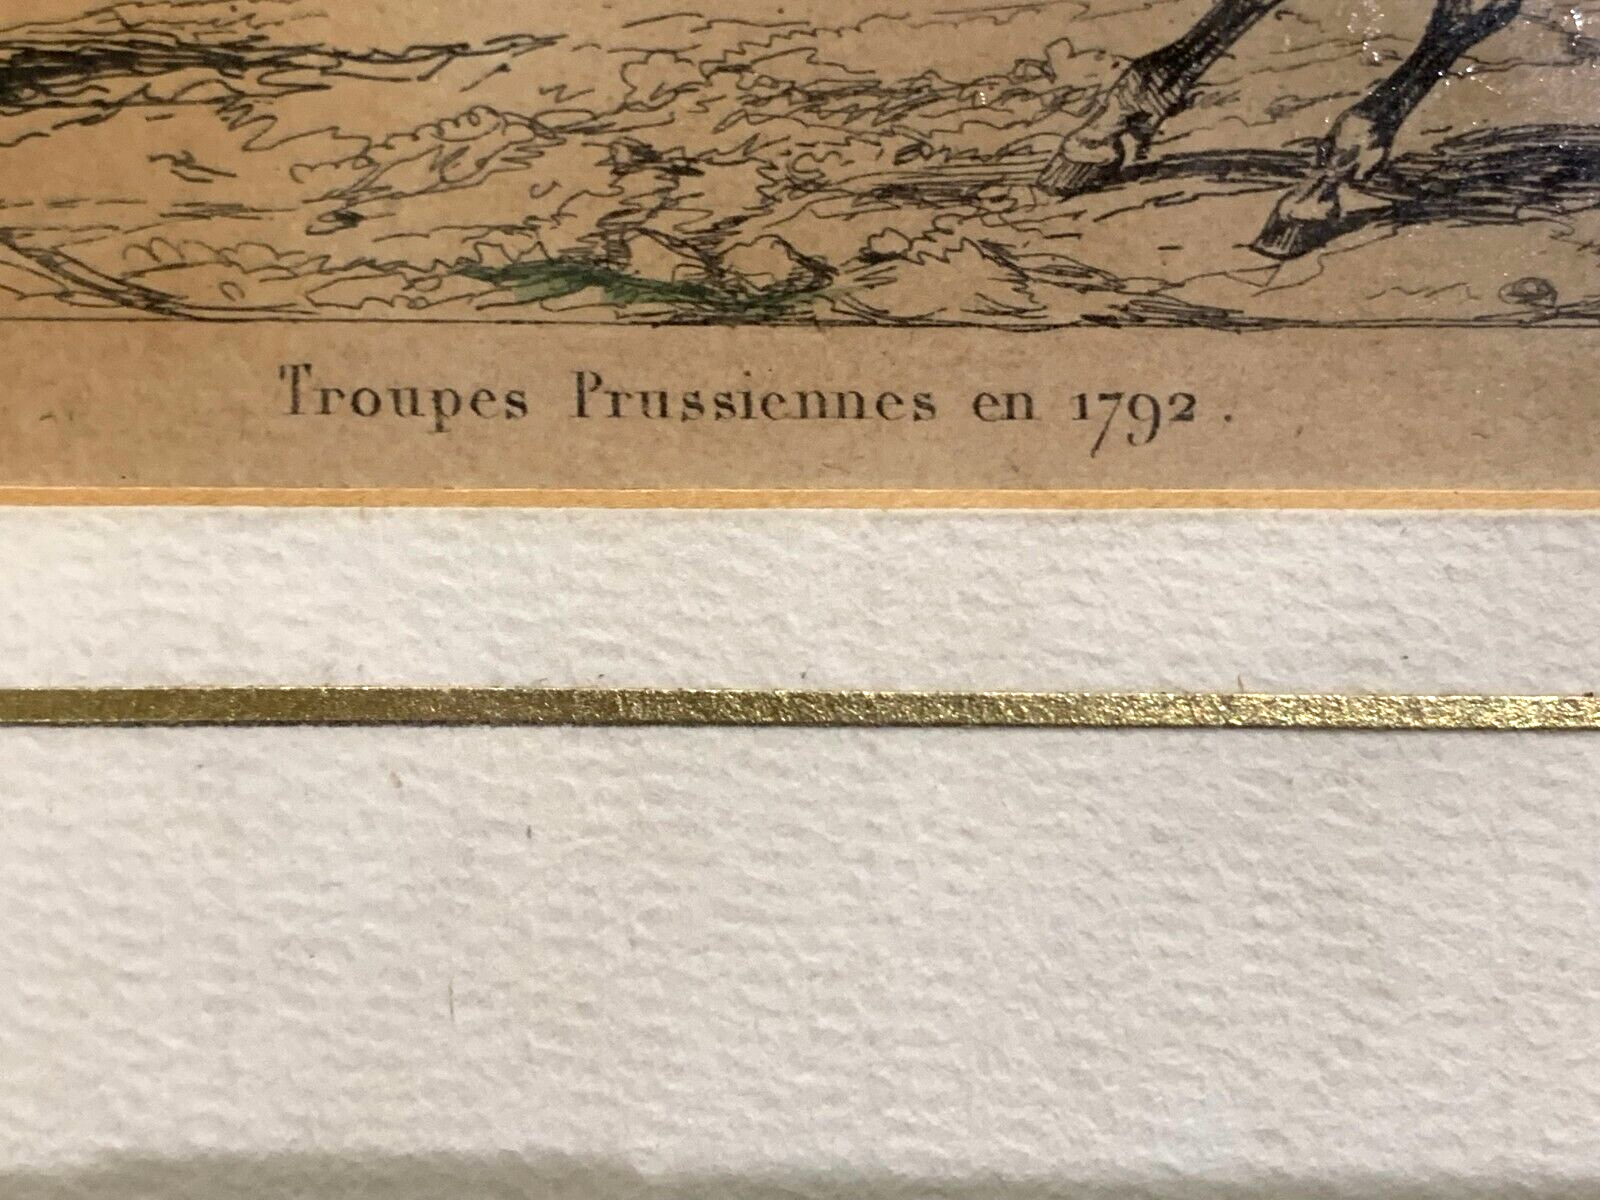 Troupes Prussiennes en 1792.